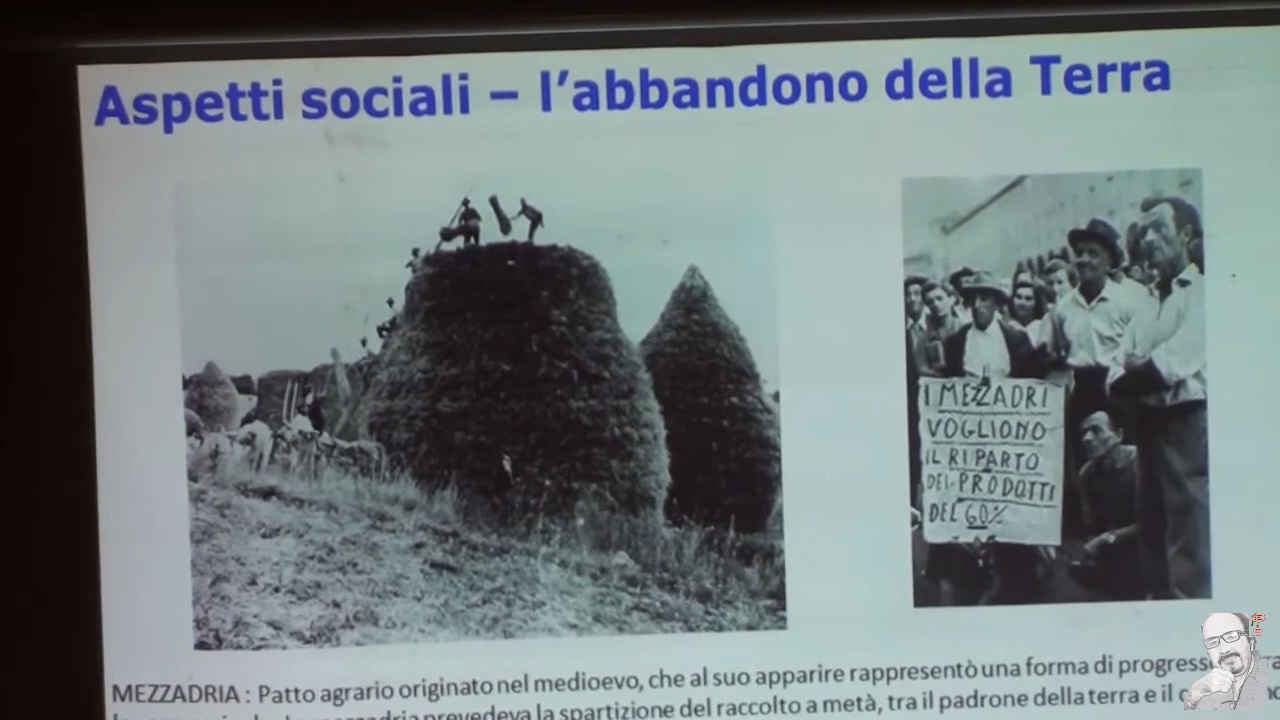 Aspetti sociali – l'abbandono della Terra
I MEZZADRI
VOGLIONO
IL RIPARTO
DEI PRODOTTI
DEL 60%
MEZZADRIA : Patto agrario originato nel medioevo, che al suo apparire rappresentò una forma di
mezzadria prevedeva la spartizione del raccolto a metà, tra il padrone della terra e il